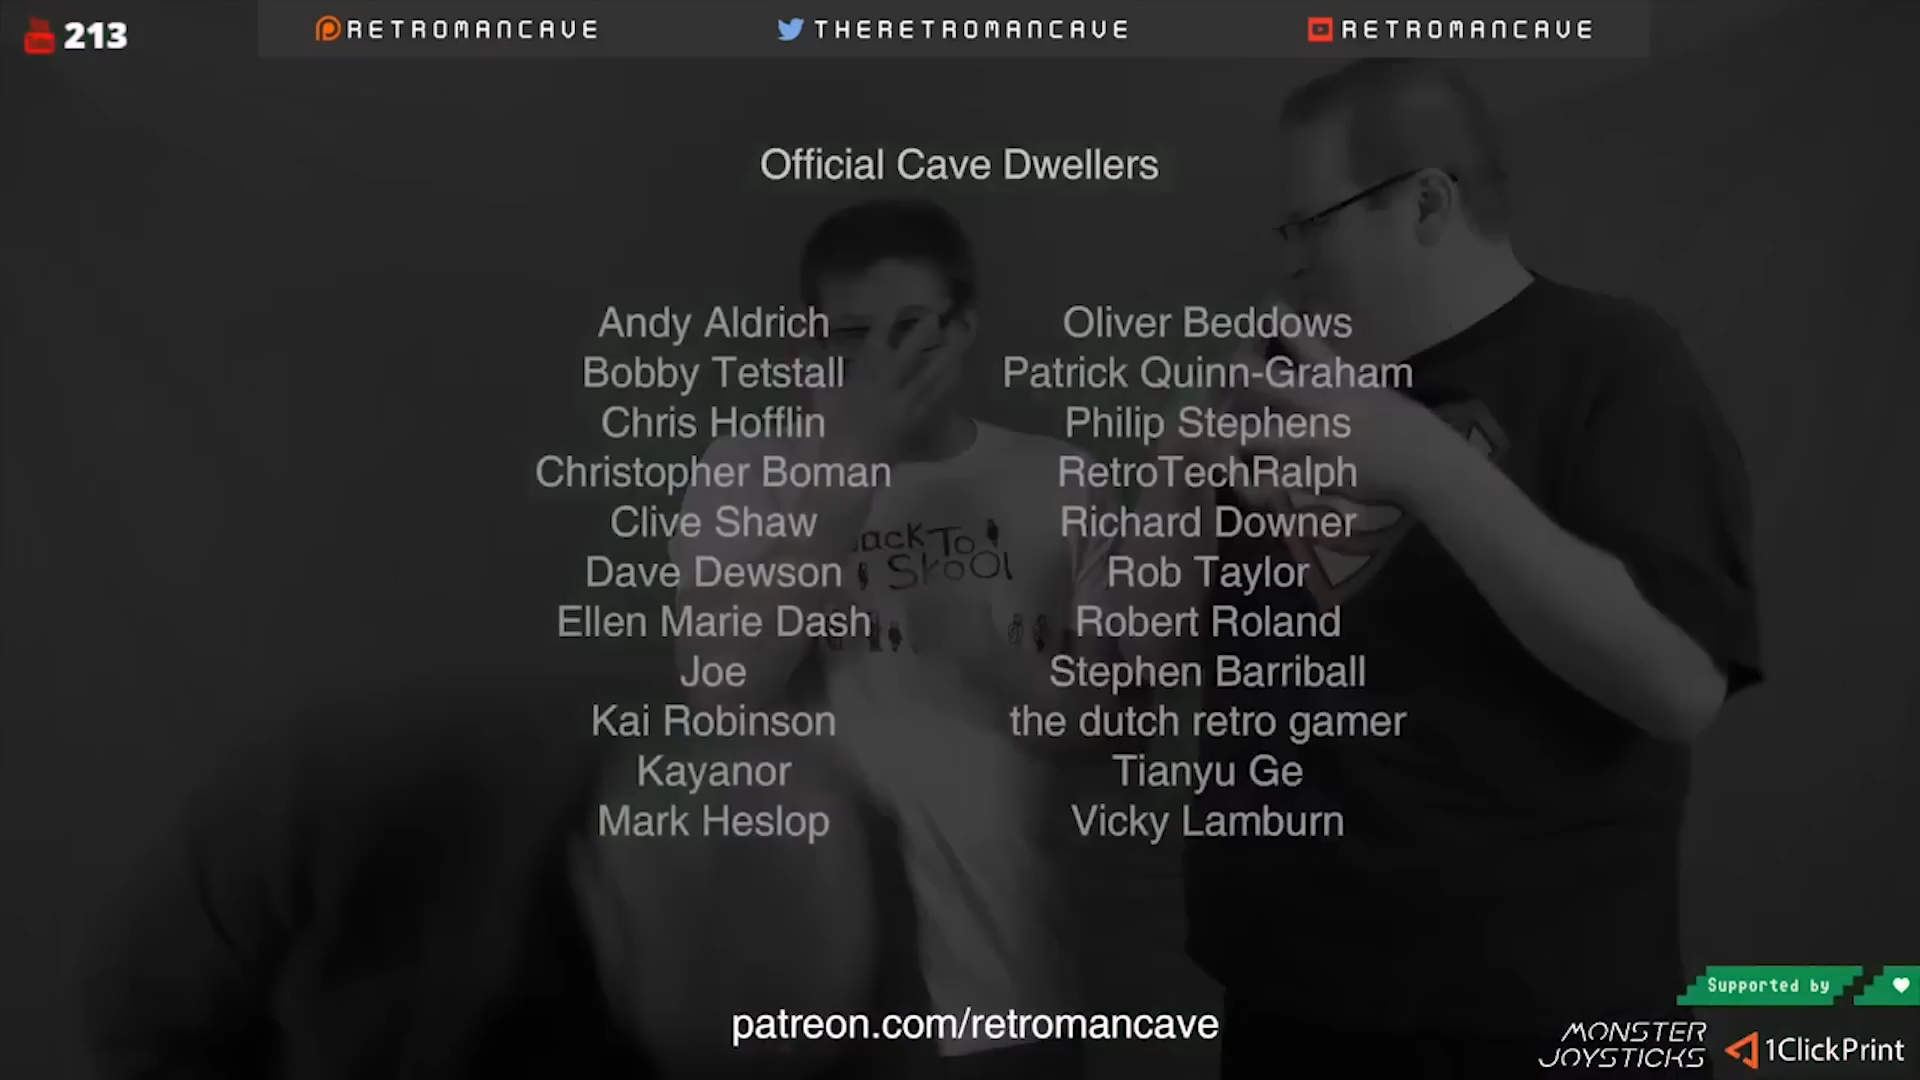 213
RETROMANCAVE
THERETROMANCAVE
RETROMANCAVE
Official Cave Dwellers
Andy Aldrich
Bobby Tetstall
Chris Hofflin
Christopher Boman
Clive Shaw
Dave Dewson
Ellen Marie Dash
Joe
Kai Robinson
Kayanor
Mark Heslop
Oliver Beddows
Patrick Quinn-Graham
Philip Stephens
RetroTechRalph
Richard Downer
Rob Taylor
Robert Roland
Stephen Barriball
the dutch retro gamer
Tianyu Ge
Vicky Lamburn
ack To
Skool
patreon.com/retromancave
Supported by
MONSTER
JOYSTICKS
1ClickPrint